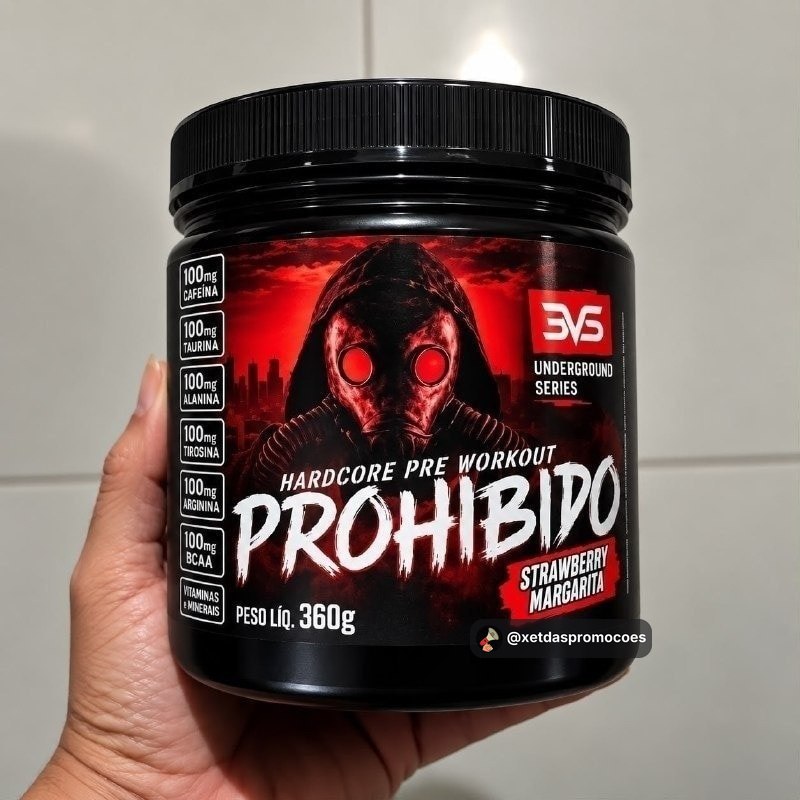 100mg
CAFEÍNA
100mg
TAURINA
100mg
ALANINA
100mg
TIROSINA
100mg
ARGININA
100mg
BCAA
VITAMINAS
e MINERAIS
3VS
UNDERGROUND
SERIES
HARDCORE PRE WORKOUT
PROHIBIDO
STRAWBERRY
MARGARITA
PESO LÍQ. 360g
@xetdaspromocoes